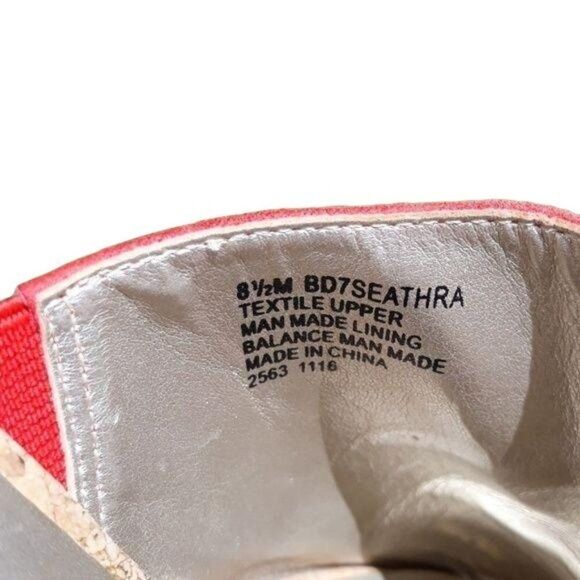 8½M BD7SEATHRA
TEXTILE UPPER
MAN MADE LINING
BALANCE MAN MADE
MADE IN CHINA
2563 1116